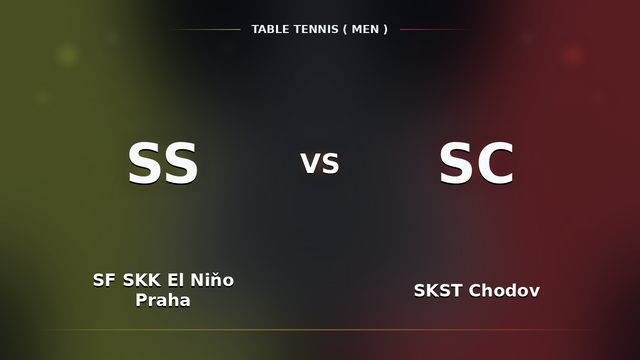 TABLE TENNIS ( MEN )
SS
VS
SC
SF SKK El Niňo
Praha
SKST Chodov